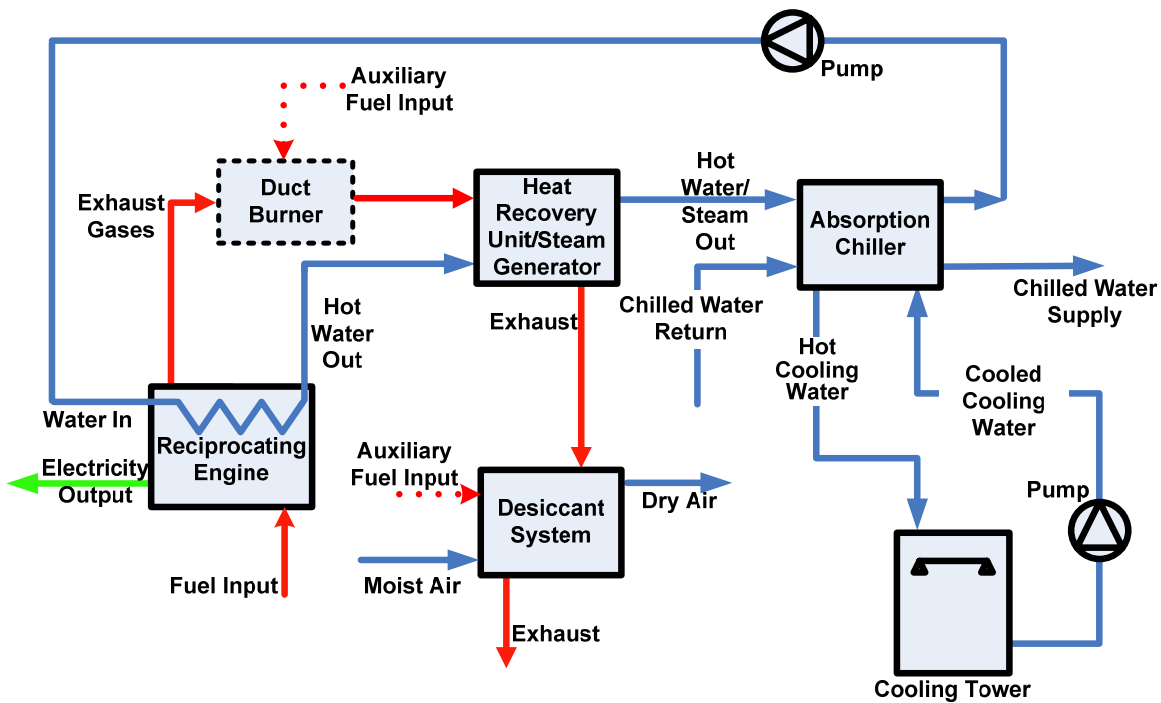 Pump
Auxiliary
Fuel Input
Duct
Burner
Exhaust
Gases
Heat
Recovery
Unit/Steam
Generator
Hot
Water/
Steam
Out
Absorption
Chiller
Chilled Water
Supply
Hot
Water
Out
Exhaust
Chilled Water
Return
Hot
Cooling
Water
Cooled
Cooling
Water
Water In
Reciprocating
Engine
Electricity
Output
Fuel Input
Auxiliary
Fuel Input
Desiccant
System
Dry Air
Moist Air
Exhaust
Pump
Cooling Tower